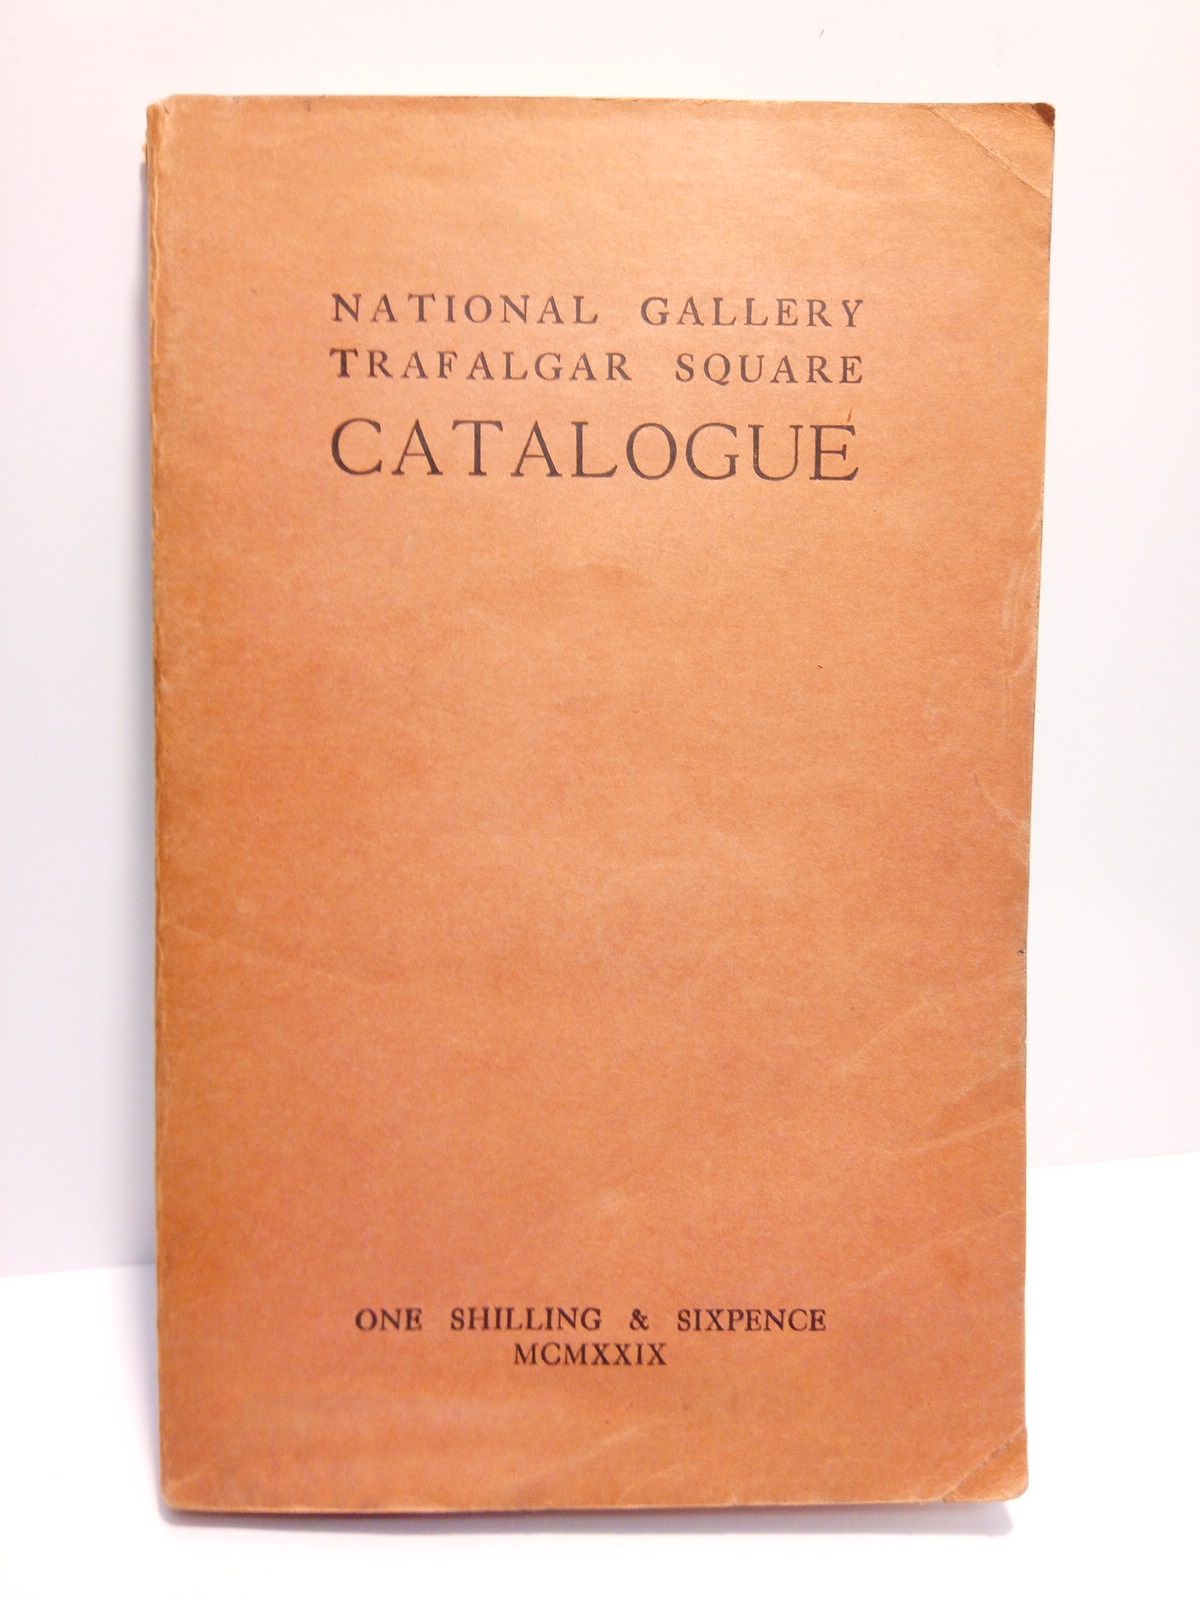 NATIONAL GALLERY
TRAFALGAR SQUARE
CATALOGUE
ONE SHILLING & SIXPENCE
MCMXXIX